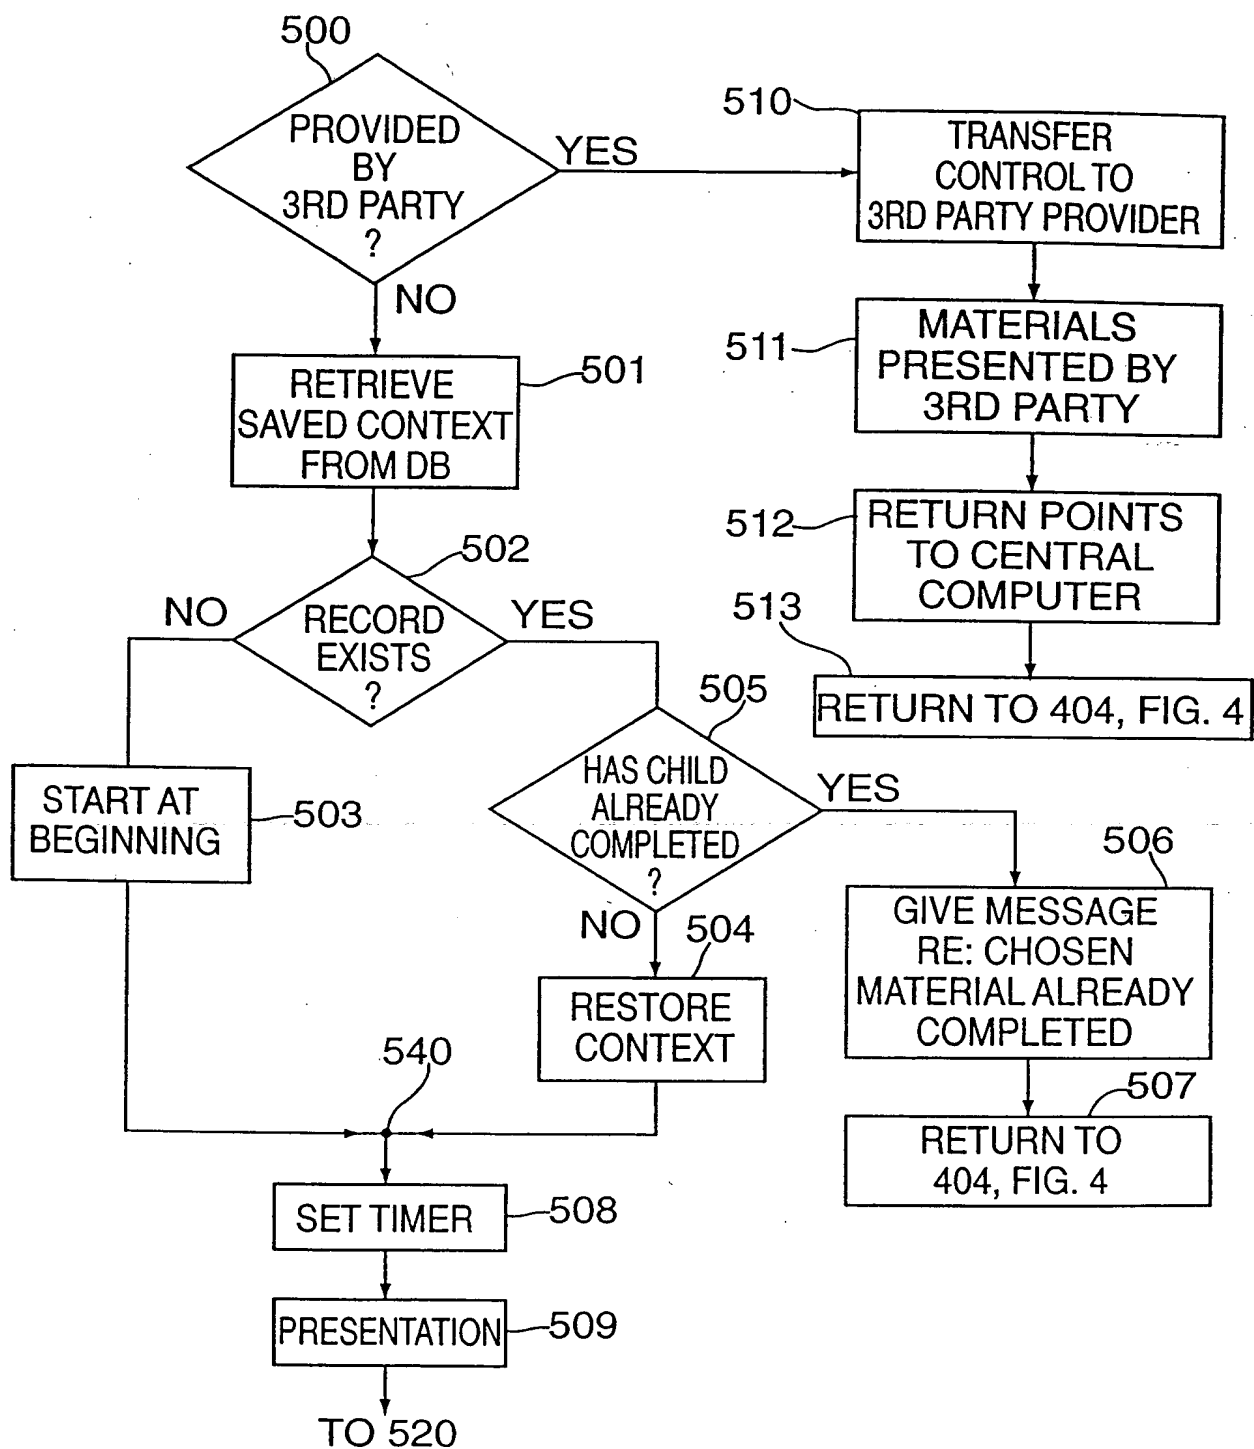 500
PROVIDED
BY
3RD PARTY
?
YES
NO
510
TRANSFER
CONTROL TO
3RD PARTY PROVIDER
511
MATERIALS
PRESENTED BY
3RD PARTY
512
RETURN POINTS
TO CENTRAL
COMPUTER
513
RETURN TO 404, FIG. 4
501
RETRIEVE
SAVED CONTEXT
FROM DB
502
NO
RECORD
EXISTS
?
YES
503
START AT
BEGINNING
505
HAS CHILD
ALREADY
COMPLETED
?
YES
NO
506
GIVE MESSAGE
RE: CHOSEN
MATERIAL ALREADY
COMPLETED
507
RETURN TO
404, FIG. 4
504
RESTORE
CONTEXT
540
SET TIMER
508
PRESENTATION
509
TO 520